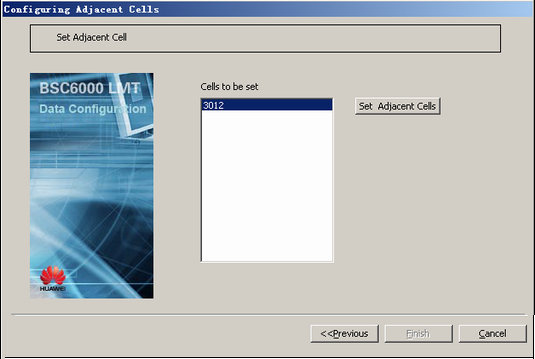 Configuring Adjacent Cells
Set Adjacent Cell
BSC6000 LMT
Data Configuration
Cells to be set
3012
Set Adjacent Cells
HUAWEI
<<Previous
Finish
Cancel